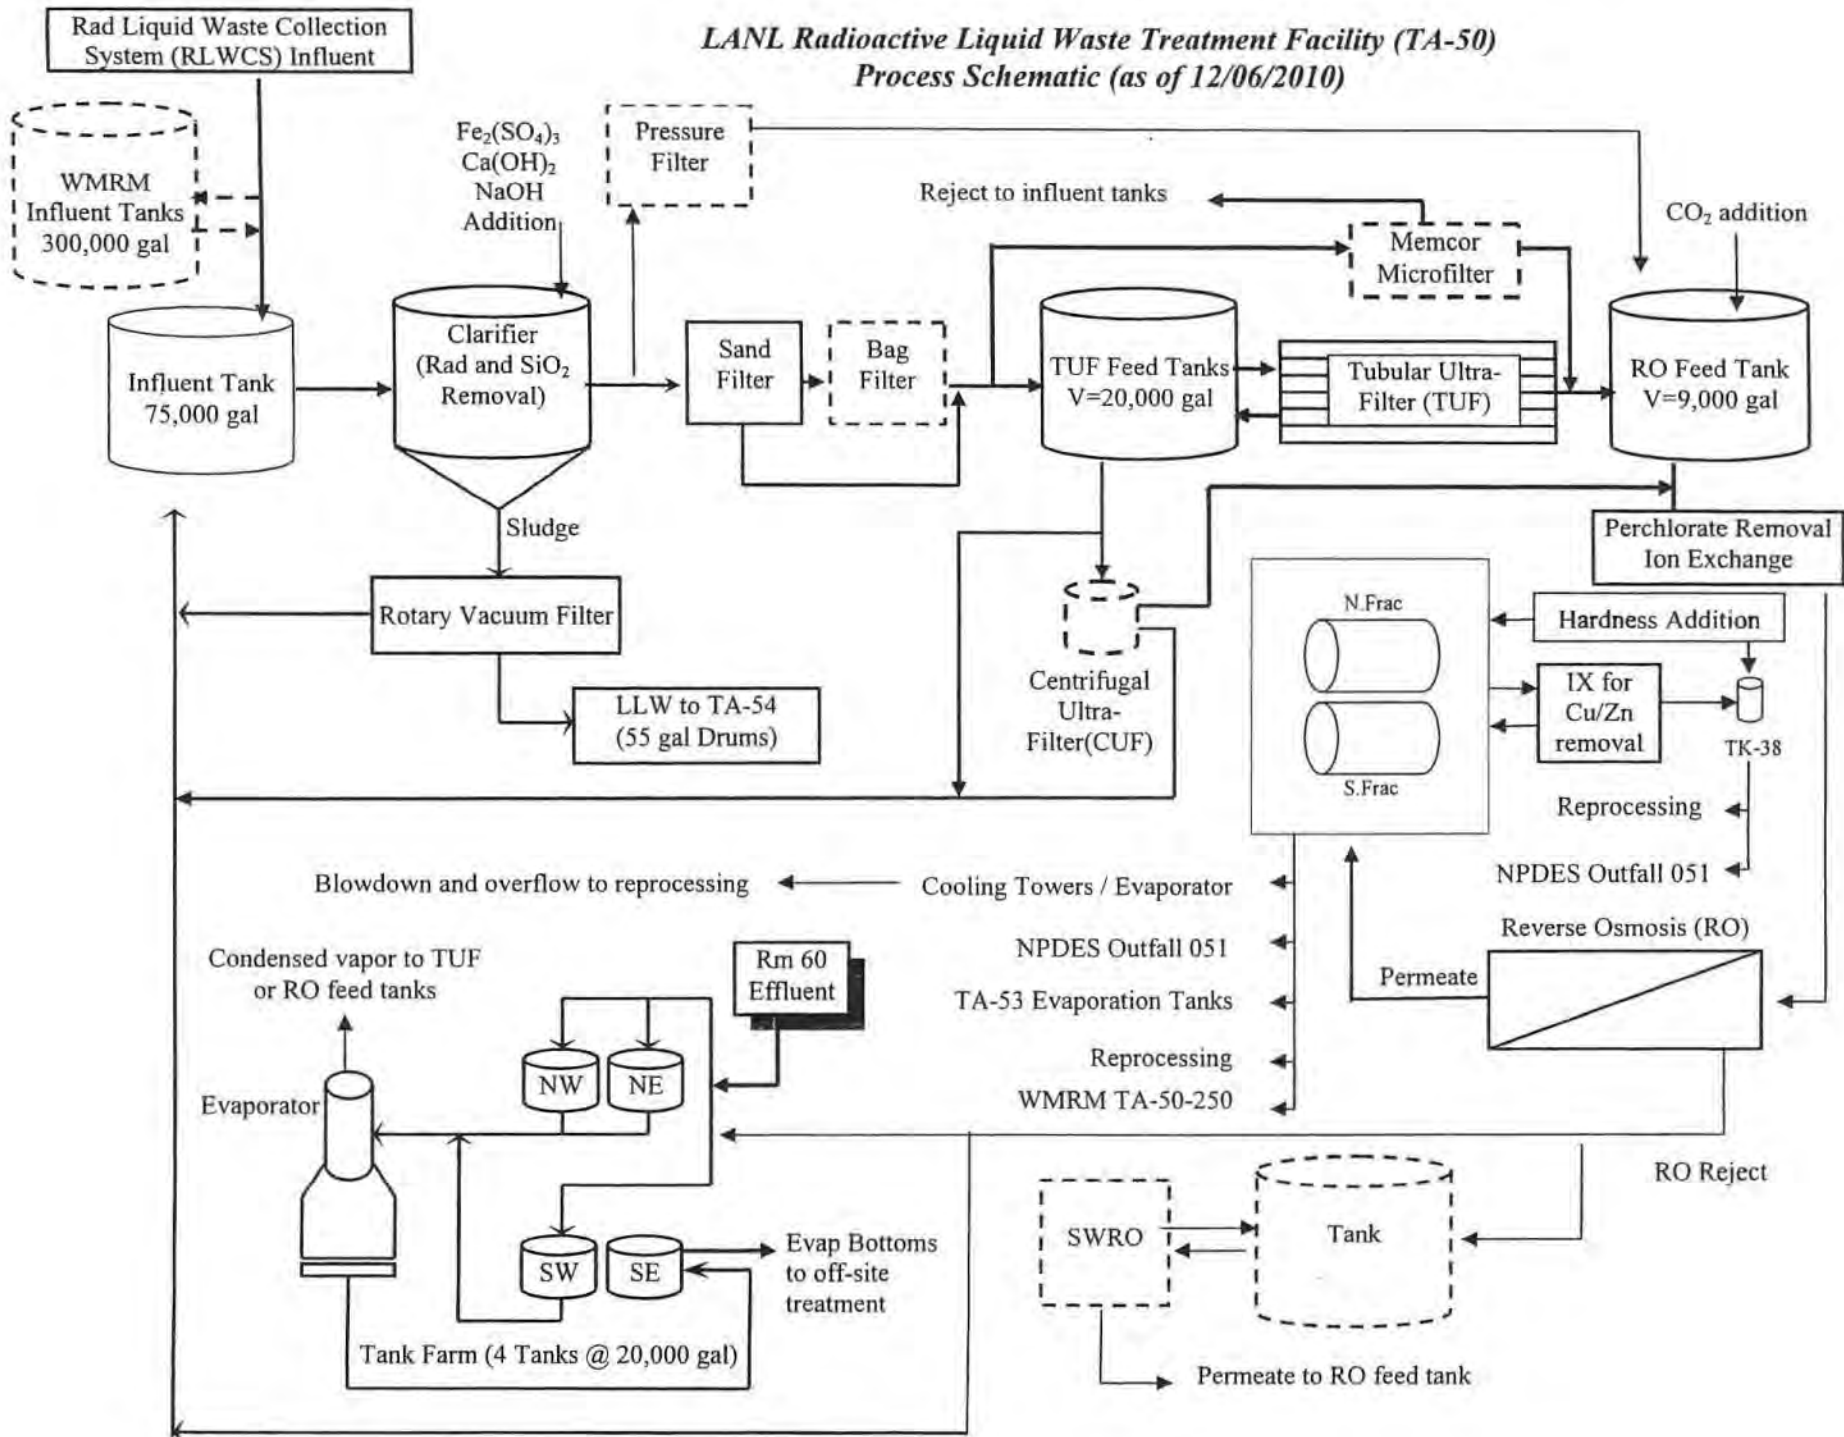 LANL Radioactive Liquid Waste Treatment Facility (TA-50)
Process Schematic (as of 12/06/2010)
Rad Liquid Waste Collection
System (RLWCS) Influent
WMRM
Influent Tanks
300,000 gal
Influent Tank
75,000 gal
Fe₂(SO₄)₃
Ca(OH)₂
NaOH
Addition
Clarifier
(Rad and SiO₂
Removal)
Pressure
Filter
Sand
Filter
Bag
Filter
Reject to influent tanks
Memcor
Microfilter
CO₂ addition
TUF Feed Tanks
V=20,000 gal
Tubular Ultra-
Filter (TUF)
RO Feed Tank
V=9,000 gal
Sludge
Rotary Vacuum Filter
LLW to TA-54
(55 gal Drums)
Centrifugal
Ultra-
Filter(CUF)
Perchlorate Removal
Ion Exchange
N.Frac
S.Frac
Hardness Addition
IX for
Cu/Zn
removal
TK-38
Reprocessing
NPDES Outfall 051
Blowdown and overflow to reprocessing
Cooling Towers / Evaporator
NPDES Outfall 051
TA-53 Evaporation Tanks
Reprocessing
WMRM TA-50-250
Reverse Osmosis (RO)
Permeate
RO Reject
Condensed vapor to TUF
or RO feed tanks
Evaporator
Rm 60
Effluent
NW
NE
SW
SE
Evap Bottoms
to off-site
treatment
Tank Farm (4 Tanks @ 20,000 gal)
SWRO
Tank
Permeate to RO feed tank